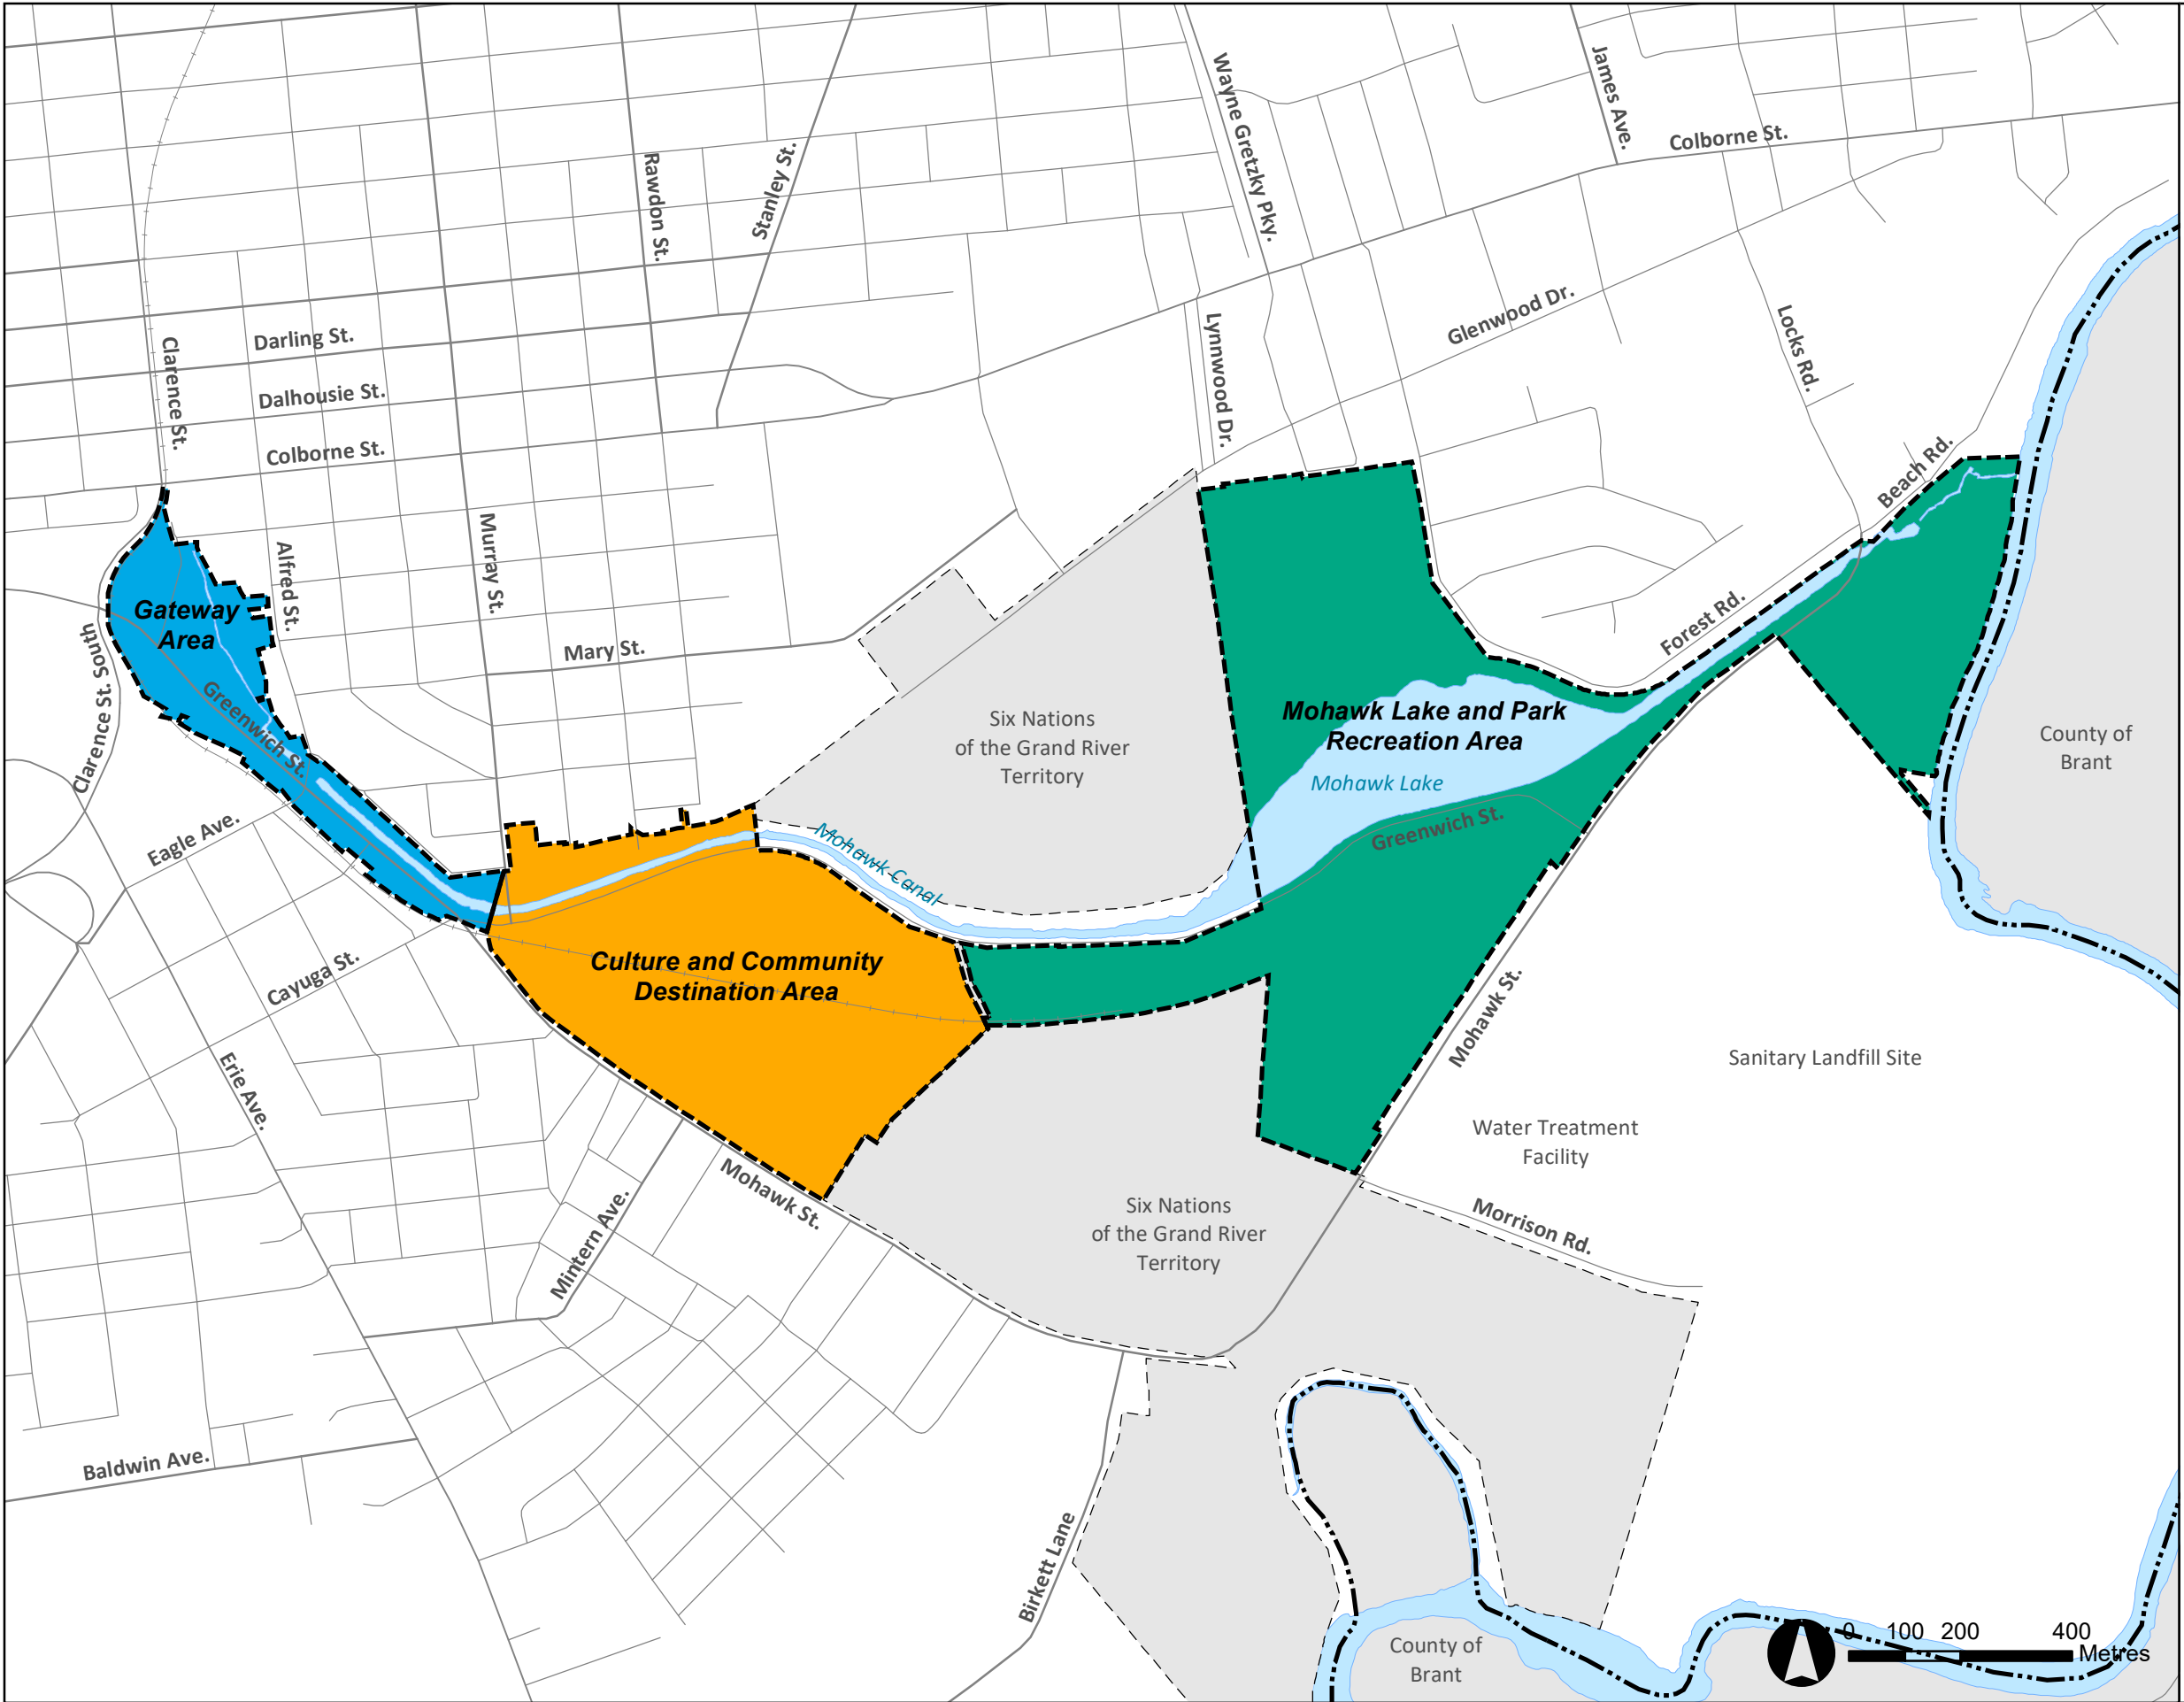 Wayne Gretzky Pky.
James Ave.
Colborne St.
Rawdon St.
Stanley St.
Clarence St.
Darling St.
Dalhousie St.
Colborne St.
Lynnwood Dr.
Glenwood Dr.
Locks Rd.
Beach Rd.
Alfred St.
Murray St.
Gateway
Area
Mary St.
Forest Rd.
Clarence St. South
Greenwich St.
Six Nations
of the Grand River
Territory
Mohawk Lake and Park
Recreation Area
Mohawk Lake
County of
Brant
Eagle Ave.
Mohawk Canal
Greenwich St.
Culture and Community
Destination Area
Cayuga St.
Mohawk St.
Sanitary Landfill Site
Erie Ave.
Water Treatment
Facility
Mohawk St.
Mintern Ave.
Six Nations
of the Grand River
Territory
Morrison Rd.
Baldwin Ave.
Birkett Lane
County of
Brant
0 100 200 400
Metres